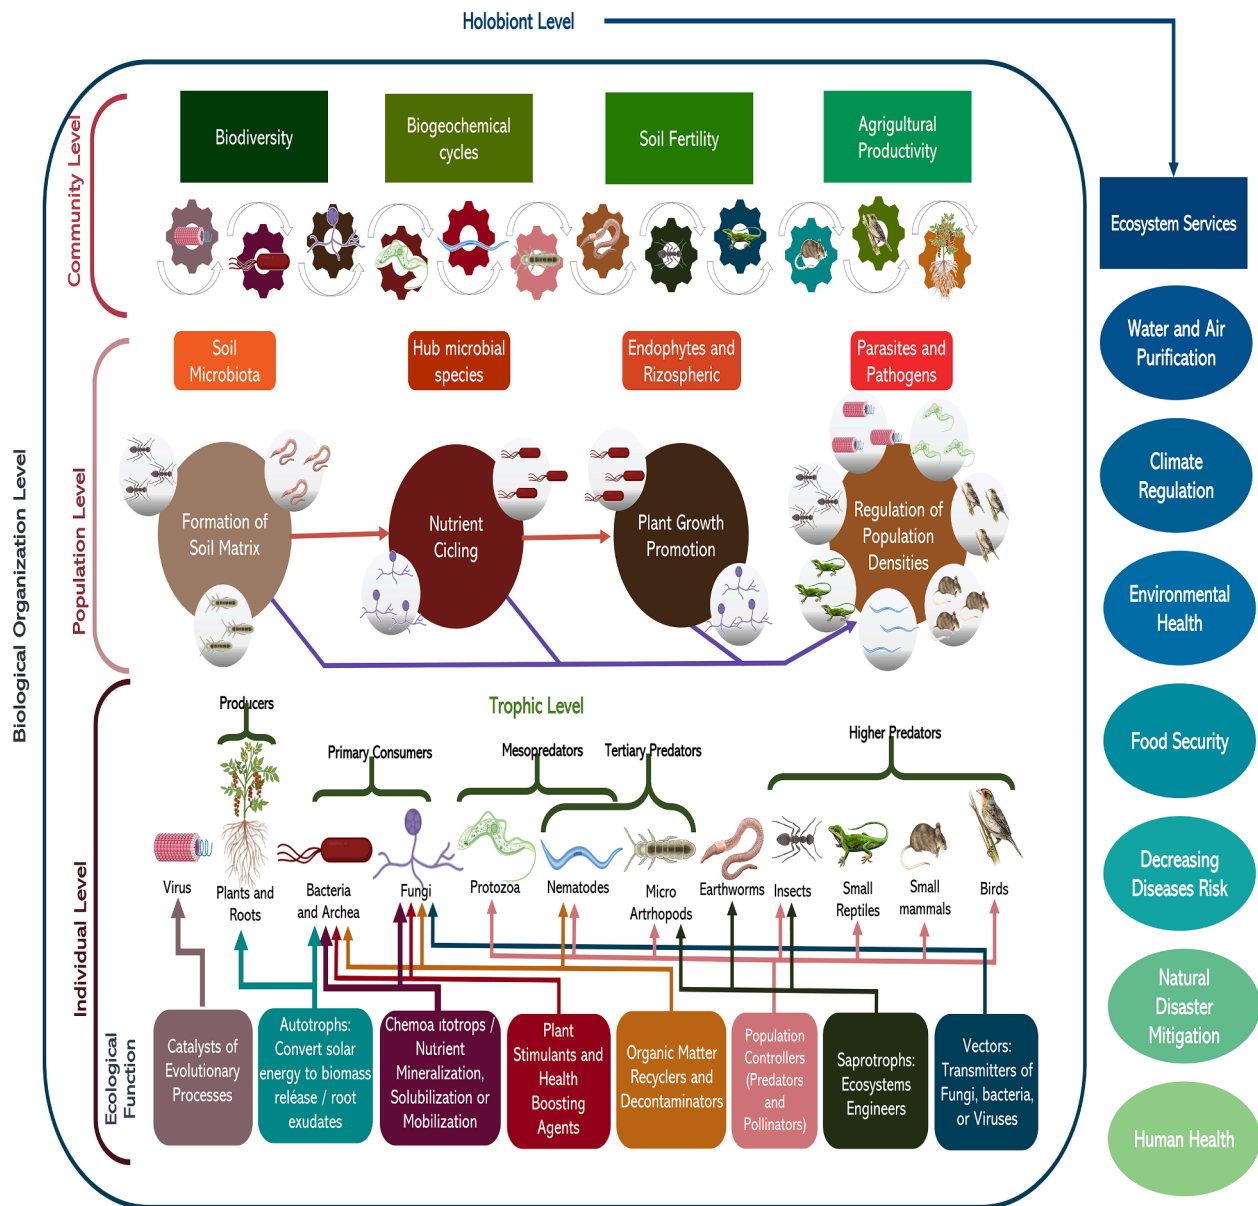 Holobiont Level
Biological Organization Level
Community Level
Biodiversity
Biogeochemical
cycles
Soil Fertility
Agrigultural
Productivity
Ecosystem Services
Water and Air
Purification
Climate
Regulation
Environmental
Health
Food Security
Decreasing
Diseases Risk
Natural
Disaster
Mitigation
Human Health
Population Level
Soil
Microbiota
Hub microbial
species
Endophytes and
Rizospheric
Parasites and
Pathogens
Formation of
Soil Matrix
Nutrient
Cicling
Plant Growth
Promotion
Regulation of
Population
Densities
Individual Level
Trophic Level
Producers
Primary Consumers
Mesopredators
Tertiary Predators
Higher Predators
Virus
Plants and
Roots
Bacteria
and Archea
Fungi
Protozoa
Nematodes
Micro
Artrhopods
Earthworms
Insects
Small
Reptiles
Small
mammals
Birds
Ecological
Function
Catalysts of
Evolutionary
Processes
Autotrophs:
Convert solar
energy to biomass
reléase / root
exudates
Chemoa itotrops /
Nutrient
Mineralization,
Solubilization or
Mobilization
Plant
Stimulants and
Health
Boosting
Agents
Organic Matter
Recyclers and
Decontaminators
Population
Controllers
(Predators
and
Pollinators)
Saprotrophs:
Ecosystems
Engineers
Vectors:
Transmitters of
Fungi, bacteria,
or Viruses